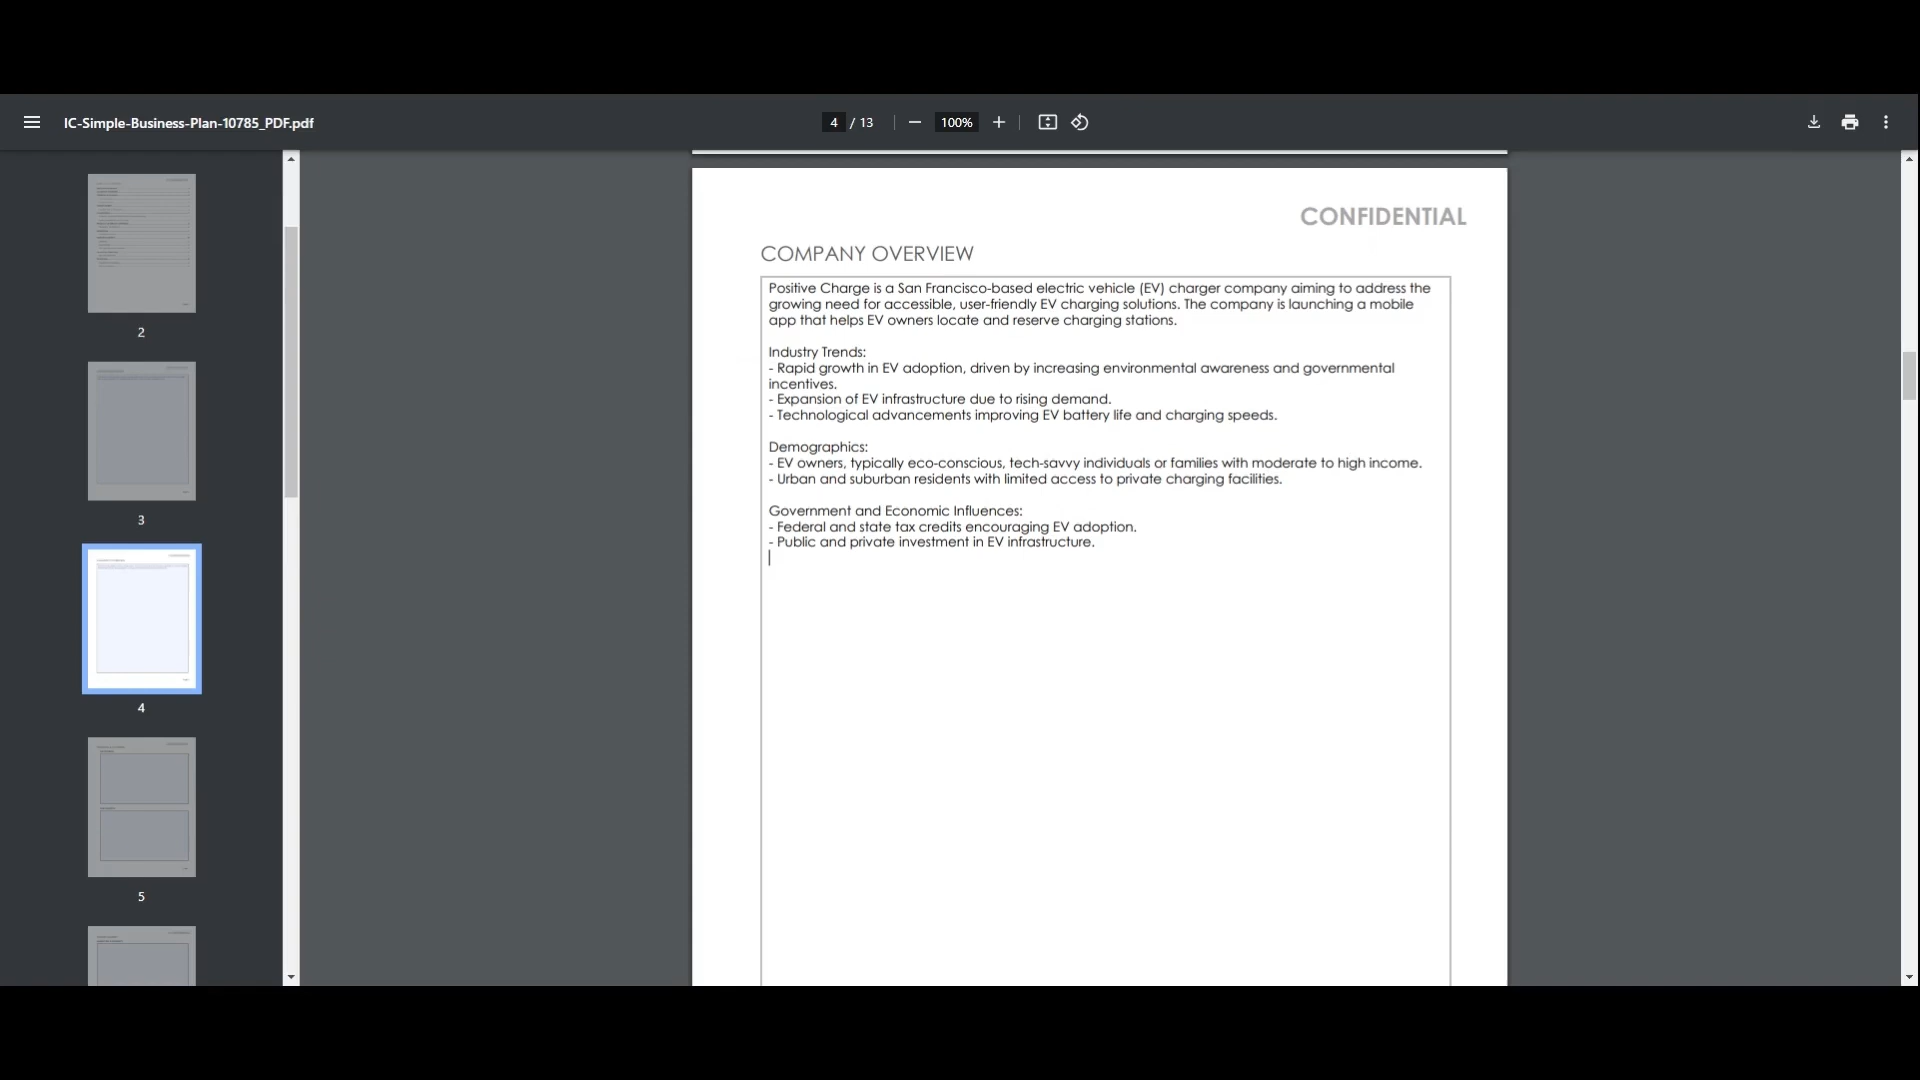 IC-Simple-Business-Plan-10785_PDF.pdf
4 / 13
100%
2
3
4
5
CONFIDENTIAL
COMPANY OVERVIEW
Positive Charge is a San Francisco-based electric vehicle (EV) charger company aiming to address the
growing need for accessible, user-friendly EV charging solutions. The company is launching a mobile
app that helps EV owners locate and reserve charging stations.
Industry Trends:
- Rapid growth in EV adoption, driven by increasing environmental awareness and governmental
incentives.
- Expansion of EV infrastructure due to rising demand.
- Technological advancements improving EV battery life and charging speeds.
Demographics:
- EV owners, typically eco-conscious, tech-savvy individuals or families with moderate to high income.
- Urban and suburban residents with limited access to private charging facilities.
Government and Economic Influences:
- Federal and state tax credits encouraging EV adoption.
- Public and private investment in EV infrastructure.